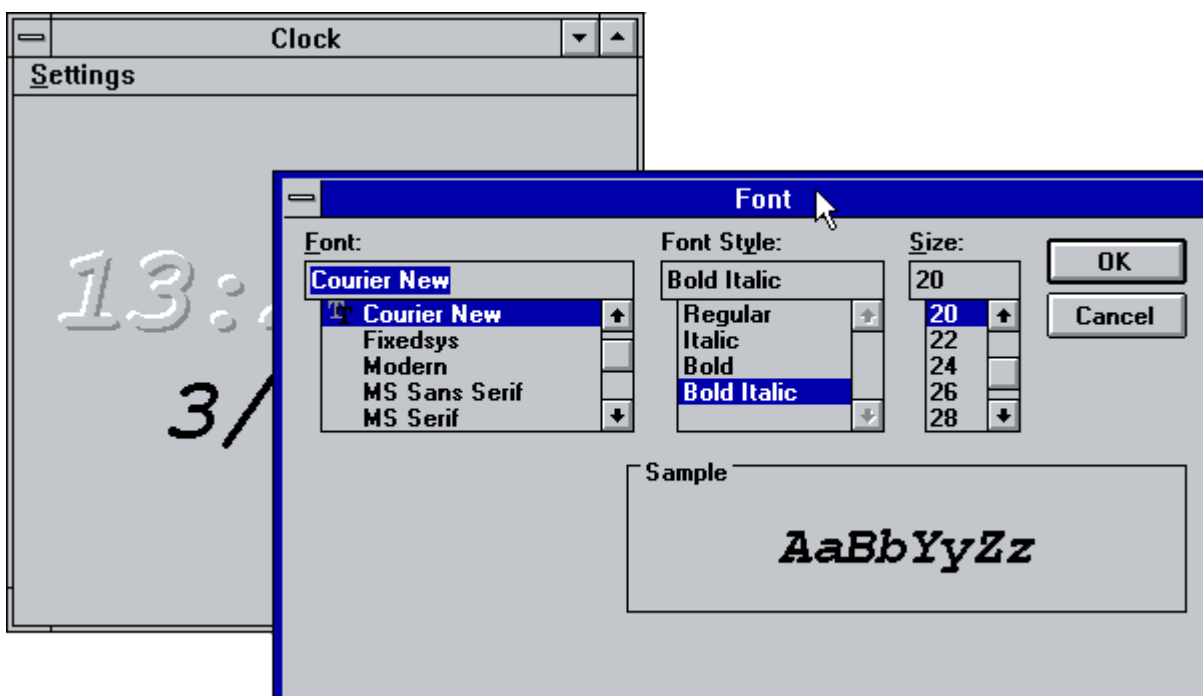 Clock
Settings
13:
3/
Font
Font:
Courier New
Courier New
Fixedsys
Modern
MS Sans Serif
MS Serif
Font Style:
Bold Italic
Regular
Italic
Bold
Bold Italic
Size:
20
20
22
24
26
28
OK
Cancel
Sample
AaBbYyZz